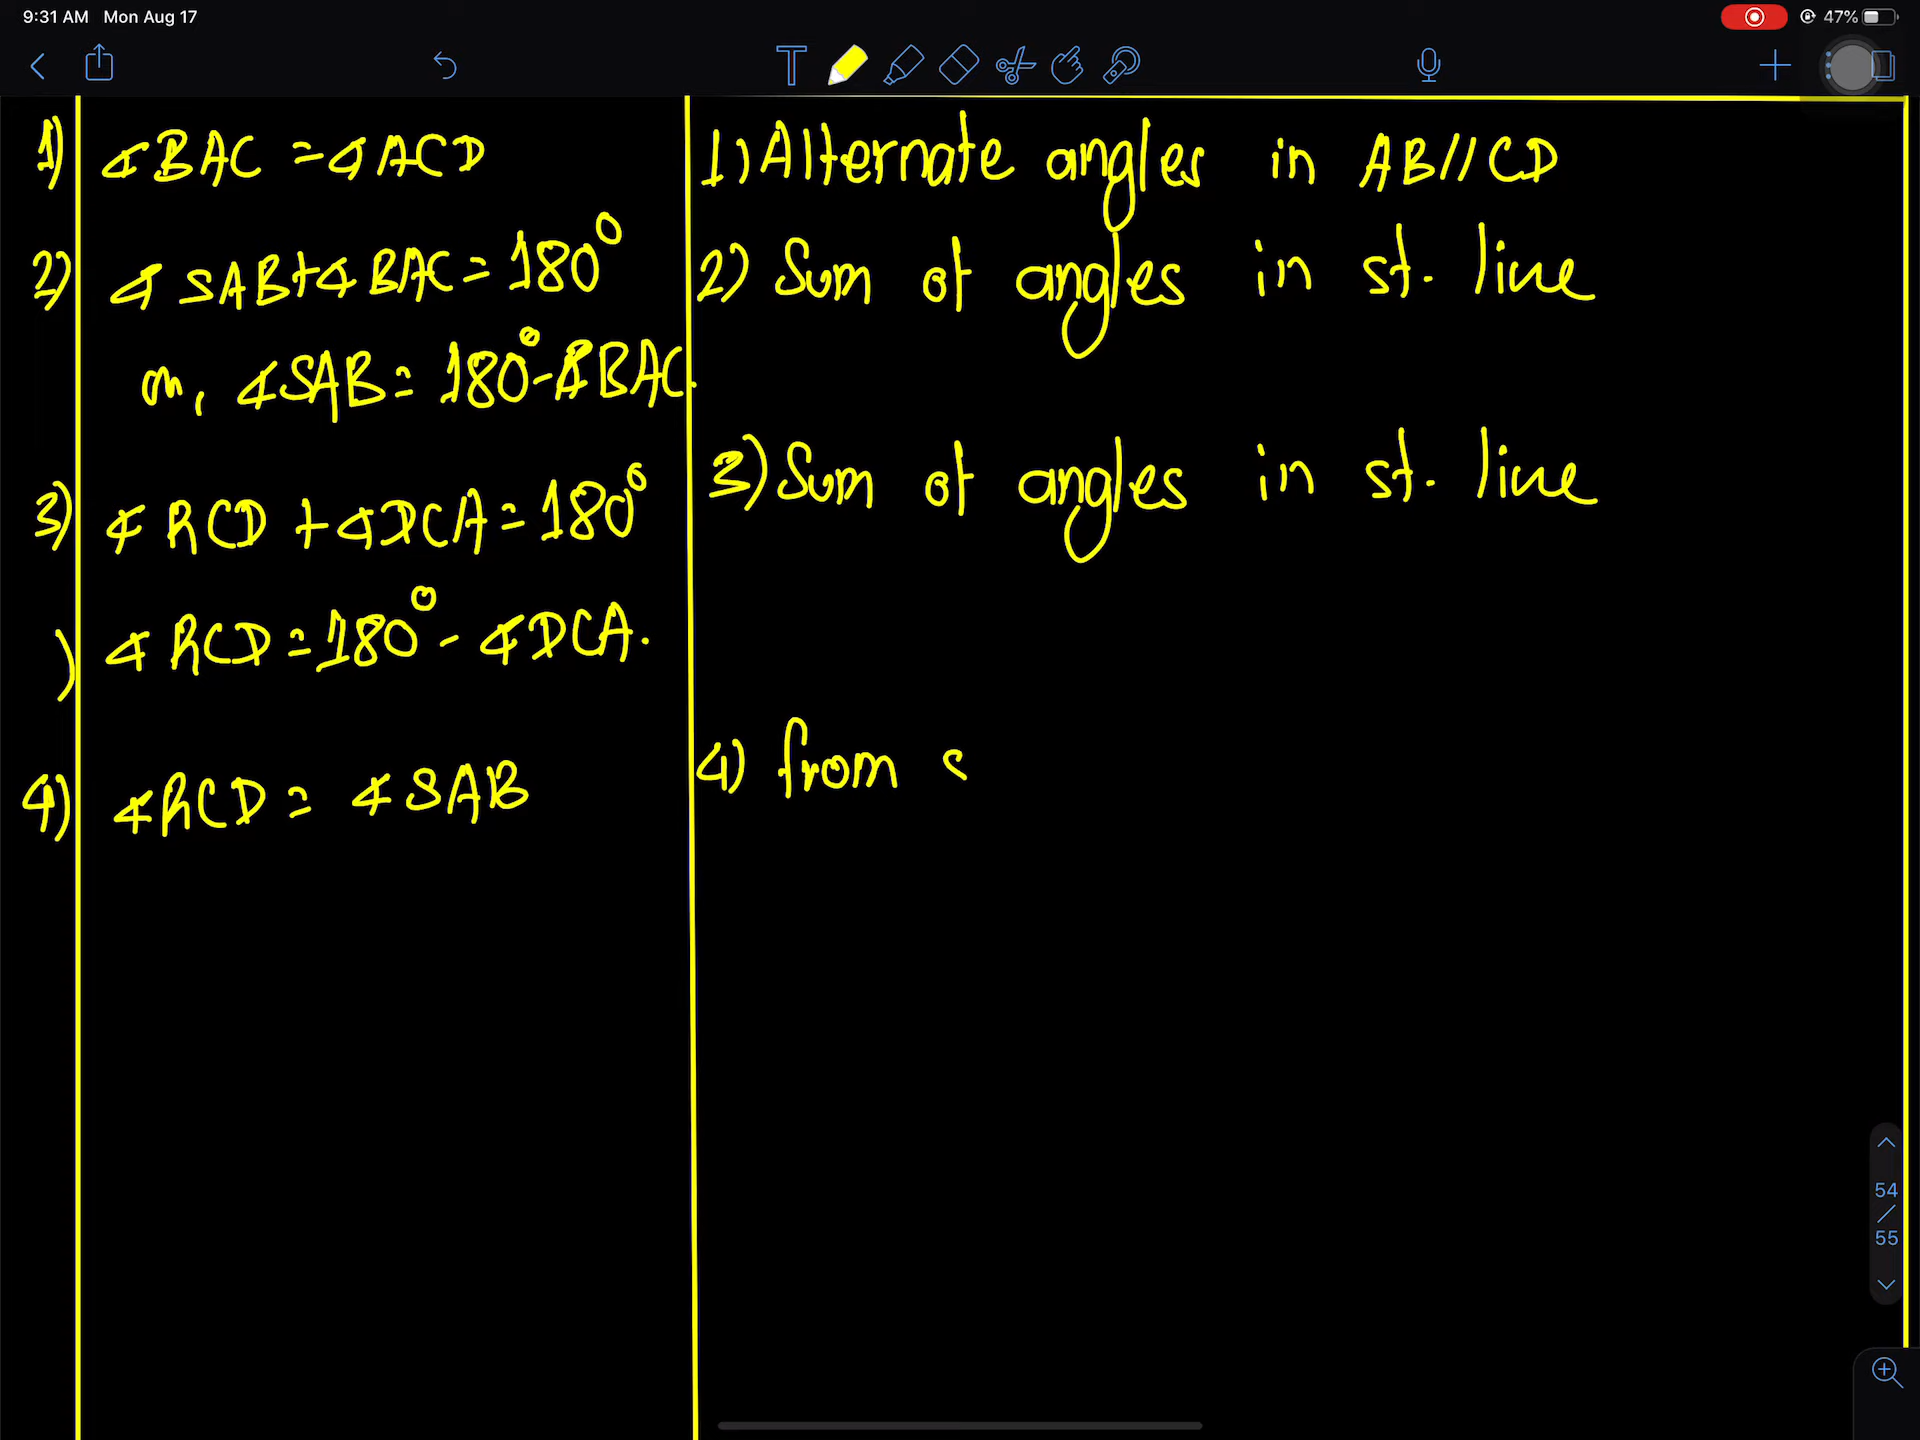 9:31 AM Mon Aug 17
47%
1) ∢BAC = ∢ACD
1) Alternate angles in AB//CD
2) ∢SAB + ∢BAC = 180°
2) Sum of angles in st. line
∢SAB = 180° - ∢BAC.
3) ∢RCD + ∢DCA = 180°
3) Sum of angles in st. line
) ∢RCD = 180° - ∢DCA.
4) ∢RCD = ∢SAB
4) from
54
/
55